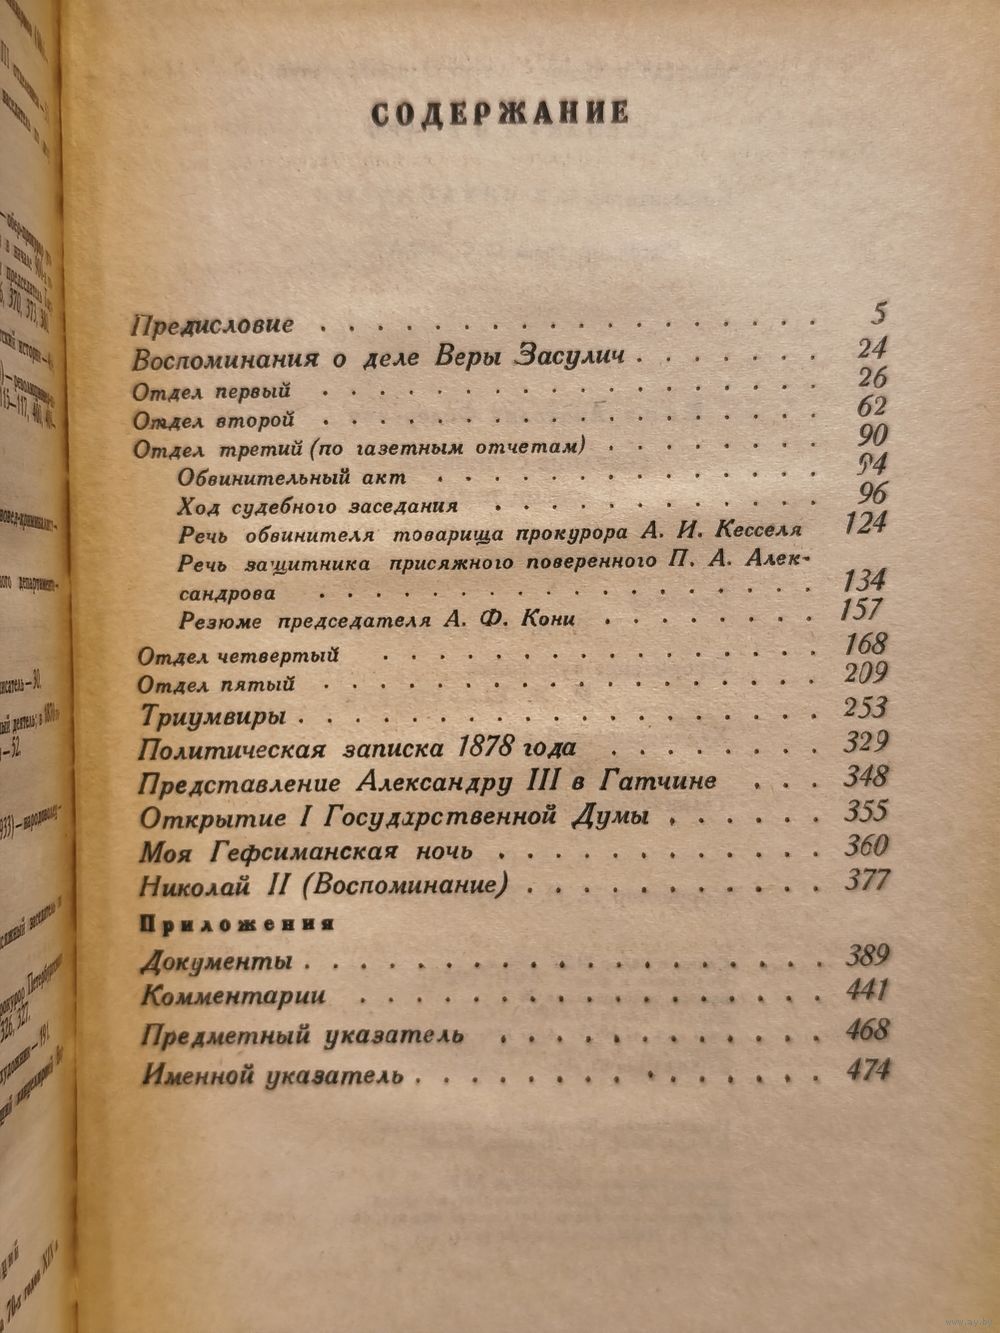 СОДЕРЖАНИЕ
Предисловие . . . . . . . . . . . . . . . . . . 5
Воспоминания о деле Веры Засулич . . . . . . . 24
Отдел первый . . . . . . . . . . . . . . . . . . 26
Отдел второй . . . . . . . . . . . . . . . . . . 62
Отдел третий (по газетным отчетам) . . . . . . . . 90
Обвинительный акт . . . . . . . . . . . . . . 94
Ход судебного заседания . . . . . . . . . . . . 96
Речь обвинителя товарища прокурора А. И. Кесселя 124
Речь защитника присяжного поверенного П. А. Алек-
сандрова . . . . . . . . . . . . . . . . . . 134
Резюме председателя А. Ф. Кони . . . . . . . . 157
Отдел четвертый . . . . . . . . . . . . . . . . 168
Отдел пятый . . . . . . . . . . . . . . . . . . 209
Триумвиры . . . . . . . . . . . . . . . . . . . 253
Политическая записка 1878 года . . . . . . . . 329
Представление Александру III в Гатчине . . . 348
Открытие I Государственной Думы . . . . . . 355
Моя Гефсиманская ночь . . . . . . . . . . . . 360
Николай II (Воспоминание) . . . . . . . . . . . 377
Приложения
Документы . . . . . . . . . . . . . . . . . . . 389
Комментарии . . . . . . . . . . . . . . . . . 441
Предметный указатель . . . . . . . . . . . . 468
Именной указатель . . . . . . . . . . . . . . . 474
www.ay.by